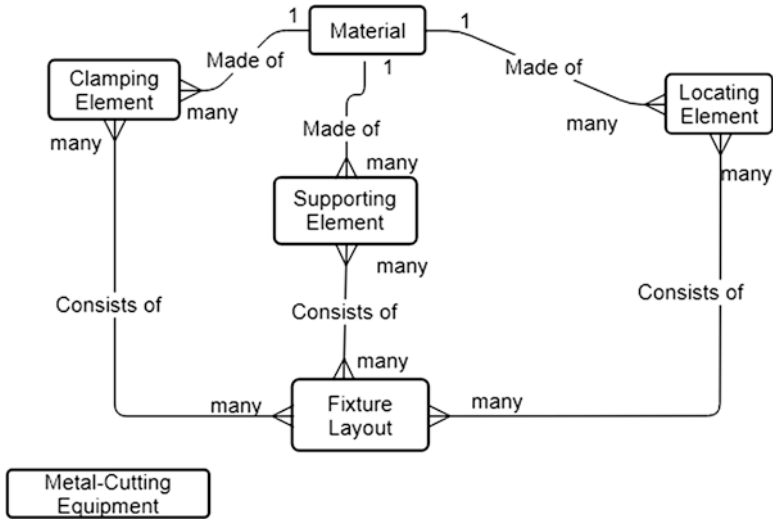 1
Material
1
1
Made of
Clamping
Element
many
many
Made of
many
Made of
many
Locating
Element
many
many
Supporting
Element
many
Consists of
Consists of
Consists of
many
many
many
Fixture
Layout
Metal-Cutting
Equipment